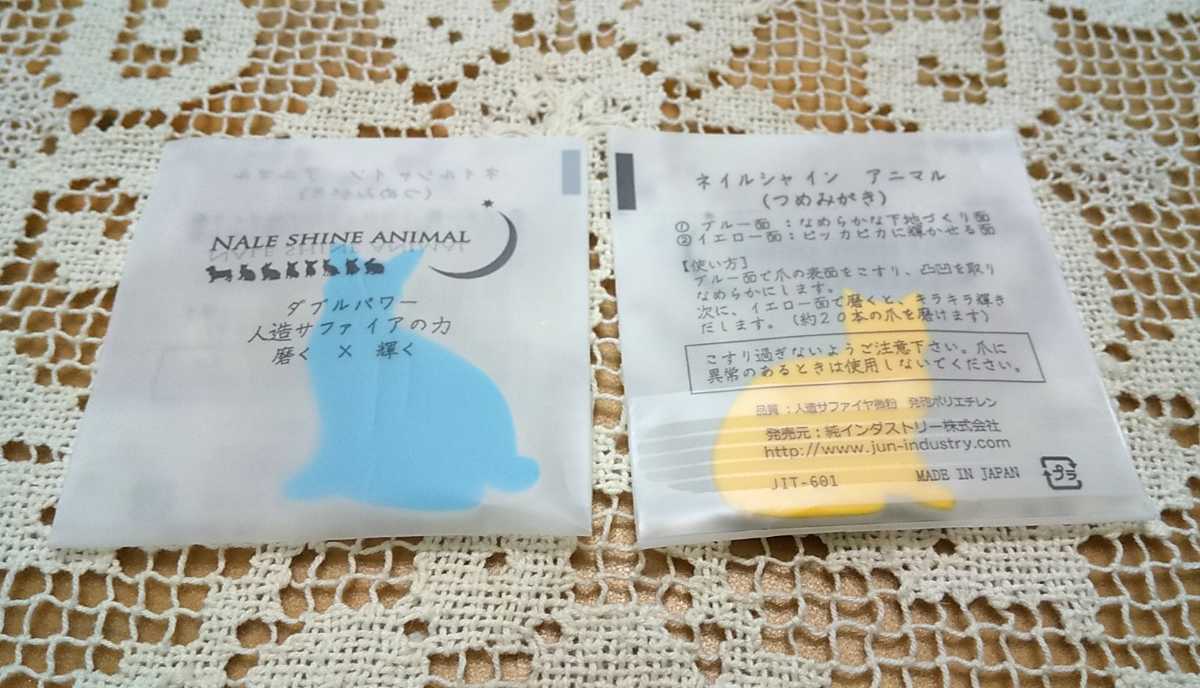 NALE SHINE ANIMAL
ダブルパワー
人造サファイアの力
磨く × 輝く
ネイルシャイン アニマル
(つめみがき)
① ブルー面 : なめらかな下地づくり面
② イエロー面 : ピッカピカに輝かせる面
【使い方】
ブルー面で爪の表面をこすり、凸凹を取り
なめらかにします。
次に、イエロー面で磨くと、キラキラ輝き
だします。(約20本の爪を磨けます)
こすり過ぎないようご注意下さい。爪に
異常のあるときは使用しないでください。
品質 : 人造サファイヤ微粉 発砲ポリエチレン
発売元 : 純インダストリー株式会社
http://www.jun-industry.com
JIT-601 MADE IN JAPAN プラ